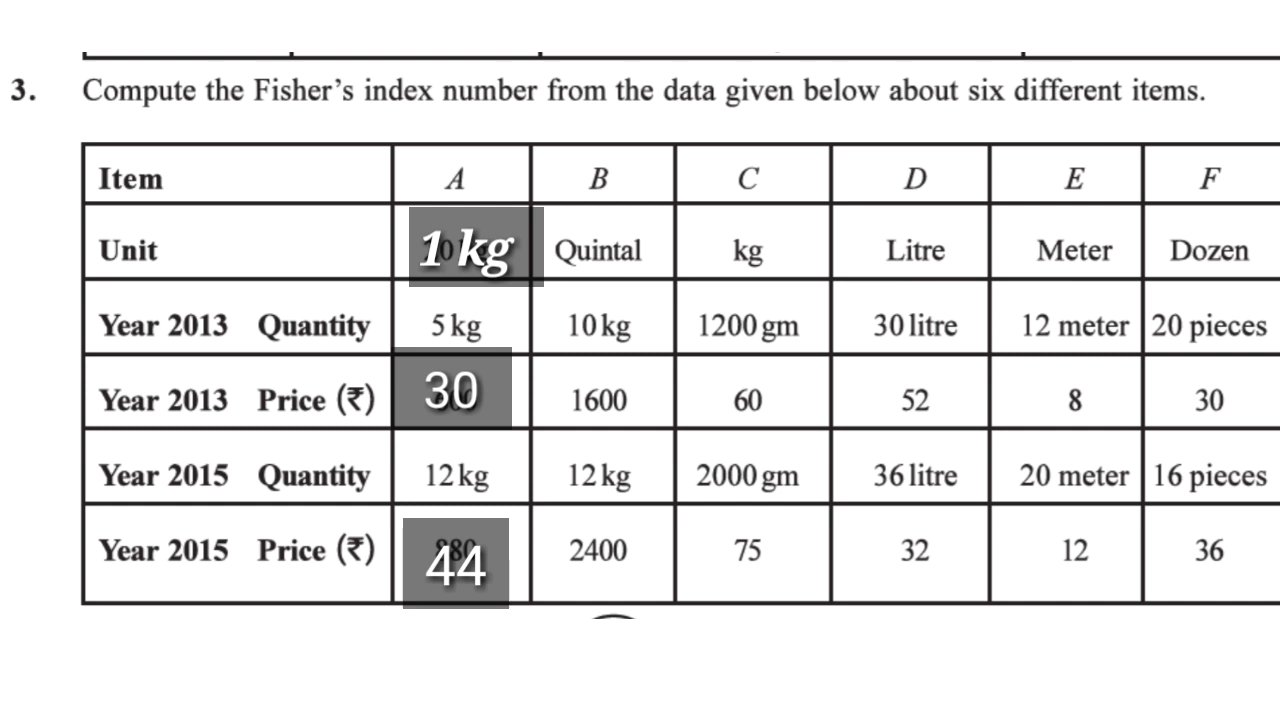 3. Compute the Fisher's index number from the data given below about six different items.
Item A B C D E F
Unit 1 kg Quintal kg Litre Meter Dozen
Year 2013 Quantity 5 kg 10 kg 1200 gm 30 litre 12 meter 20 pieces
Year 2013 Price (₹) 30 1600 60 52 8 30
Year 2015 Quantity 12 kg 12 kg 2000 gm 36 litre 20 meter 16 pieces
Year 2015 Price (₹) 44 2400 75 32 12 36